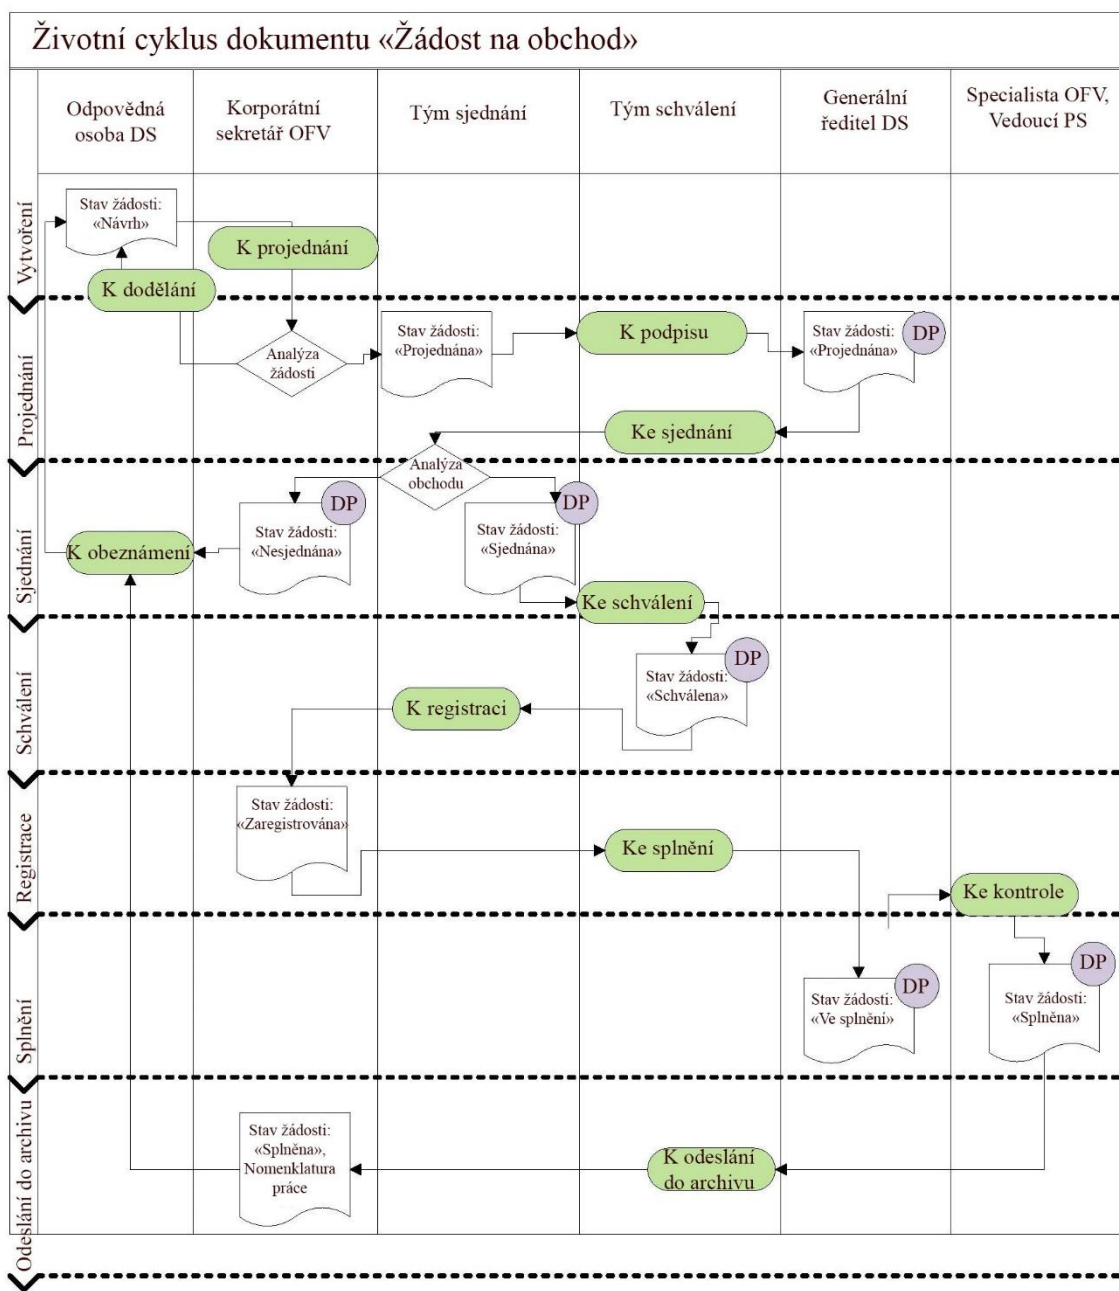 Životní cyklus dokumentu «Žádost na obchod»
Odpovědná
osoba DS
Korporátní
sekretář OFV
Tým sjednání
Tým schválení
Generální
ředitel DS
Specialista OFV,
Vedoucí PS
Vytvoření
Stav žádosti:
«Návrh»
K projednání
K dodělání
Projednání
Analýza
žádosti
Stav žádosti:
«Projednána»
K podpisu
Stav žádosti:
«Projednána»
DP
Ke sjednání
Analýza
obchodu
Sjednání
K obeznámení
Stav žádosti:
«Nesjednána»
DP
Stav žádosti:
«Sjednána»
DP
Ke schválení
Schválení
Stav žádosti:
«Schválena»
DP
K registraci
Registrace
Stav žádosti:
«Zaregistrována»
Ke splnění
Ke kontrole
Splnění
Stav žádosti:
«Ve splnění»
DP
Stav žádosti:
«Splněna»
DP
Odeslání do archivu
Stav žádosti:
«Splněna»,
Nomenklatura
práce
K odeslání
do archivu